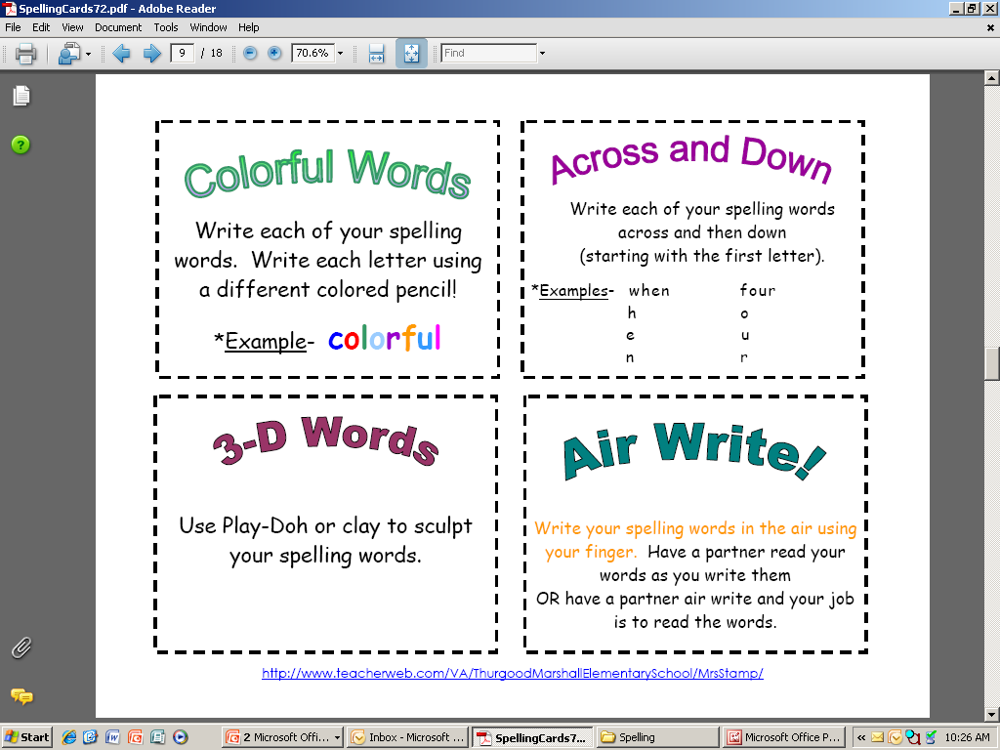 SpellingCards72.pdf - Adobe Reader
File Edit View Document Tools Window Help
9 / 18 70.6% Find
Colorful Words
Write each of your spelling
words. Write each letter using
a different colored pencil!
*Example- colorful
Across and Down
Write each of your spelling words
across and then down
(starting with the first letter).
*Examples- when four
h o
e u
n r
3-D Words
Use Play-Doh or clay to sculpt
your spelling words.
Air Write!
Write your spelling words in the air using
your finger. Have a partner read your
words as you write them
OR have a partner air write and your job
is to read the words.
http://www.teacherweb.com/VA/ThurgoodMarshallElementarySchool/MrsStamp/
Start 2 Microsoft Offi... Inbox - Microsoft ... SpellingCards7... Spelling Microsoft Office P... « 10:26 AM